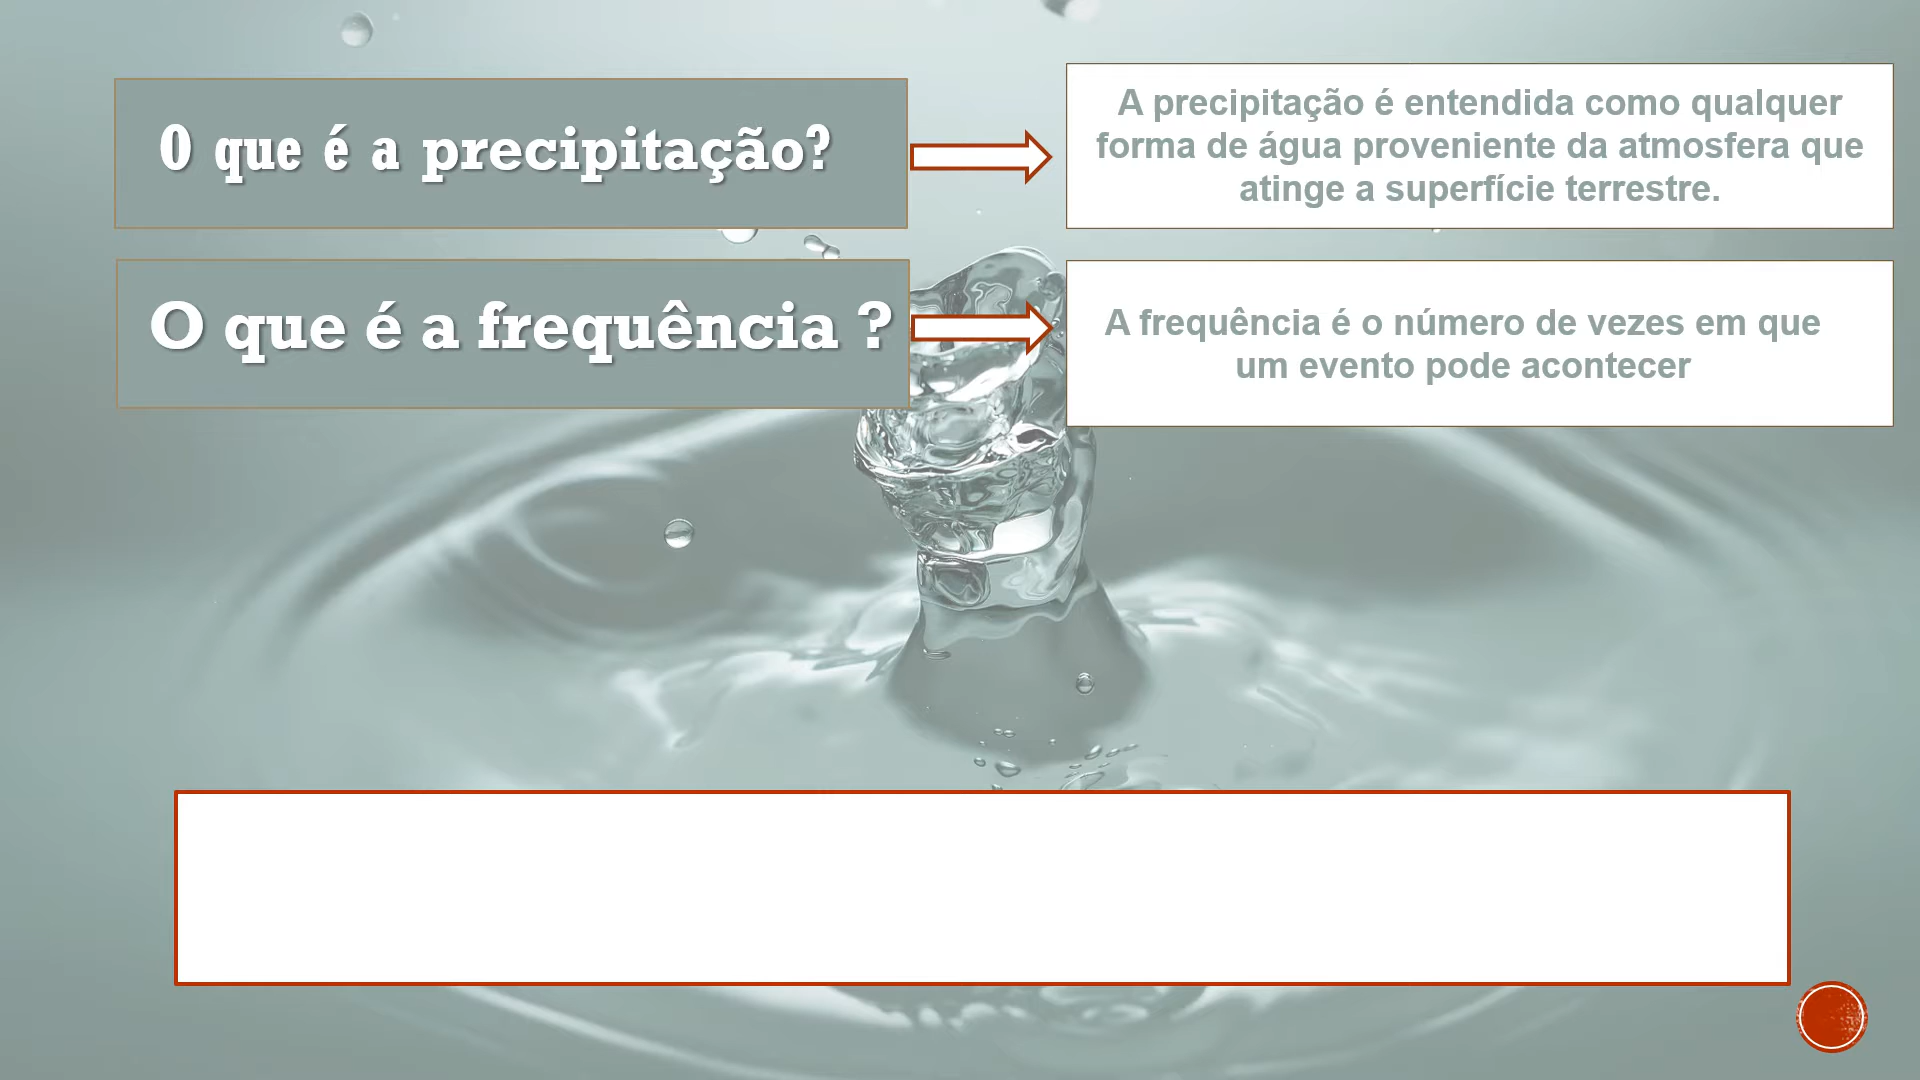 O que é a precipitação?
A precipitação é entendida como qualquer
forma de água proveniente da atmosfera que
atinge a superfície terrestre.
O que é a frequência ?
A frequência é o número de vezes em que
um evento pode acontecer